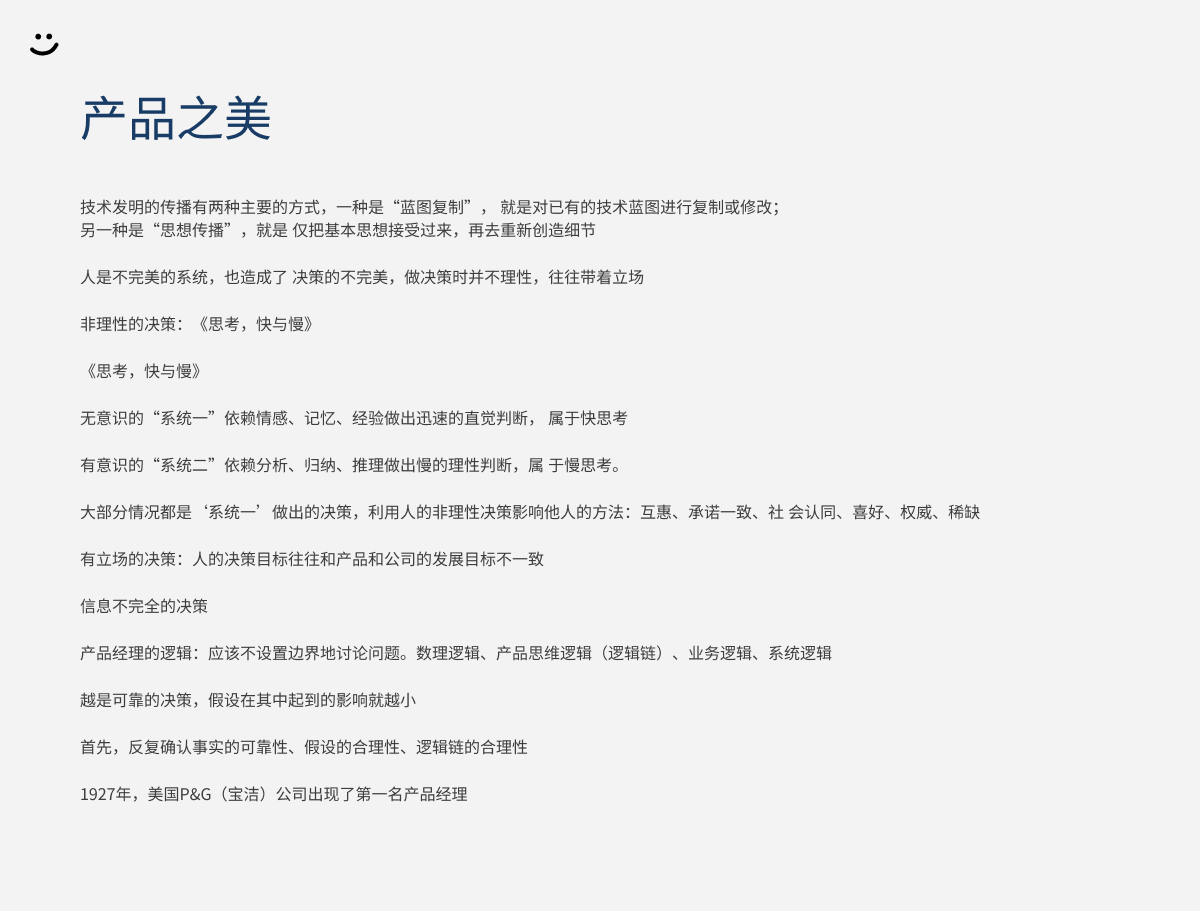 产品之美
技术发明的传播有两种主要的方式，一种是“蓝图复制”， 就是对已有的技术蓝图进行复制或修改；
另一种是“思想传播”，就是 仅把基本思想接受过来，再去重新创造细节
人是不完美的系统，也造成了 决策的不完美，做决策时并不理性，往往带着立场
非理性的决策：《思考，快与慢》
《思考，快与慢》
无意识的“系统一”依赖情感、记忆、经验做出迅速的直觉判断， 属于快思考
有意识的“系统二”依赖分析、归纳、推理做出慢的理性判断，属 于慢思考。
大部分情况都是‘系统一’做出的决策，利用人的非理性决策影响他人的方法：互惠、承诺一致、社 会认同、喜好、权威、稀缺
有立场的决策：人的决策目标往往和产品和公司的发展目标不一致
信息不完全的决策
产品经理的逻辑：应该不设置边界地讨论问题。数理逻辑、产品思维逻辑（逻辑链）、业务逻辑、系统逻辑
越是可靠的决策，假设在其中起到的影响就越小
首先，反复确认事实的可靠性、假设的合理性、逻辑链的合理性
1927年，美国P&G（宝洁）公司出现了第一名产品经理